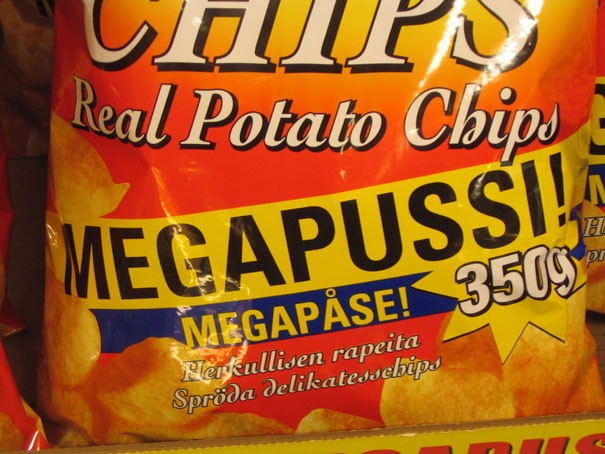 CHIPS
Real Potato Chips
MEGAPUSSI!
MEGAPÅSE!
350g
Herkullisen rapeita
Spröda delikatesschips